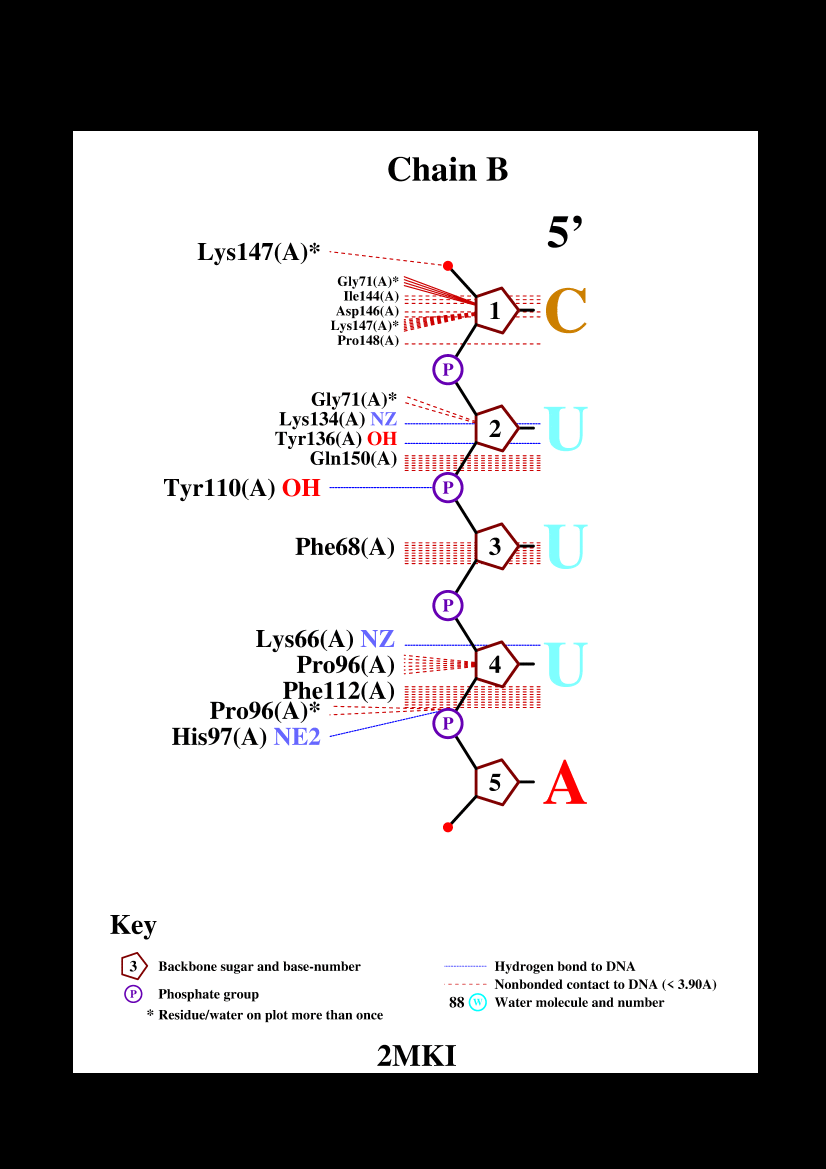 Chain B
5’
Lys147(A)*
Gly71(A)*
Ile144(A)
Asp146(A)
Lys147(A)*
Pro148(A)
1
C
P
Gly71(A)*
Lys134(A) NZ
Tyr136(A) OH
Gln150(A)
2
U
Tyr110(A) OH
P
Phe68(A)
3
U
P
Lys66(A) NZ
Pro96(A)
Phe112(A)
4
U
Pro96(A)*
His97(A) NE2
P
5
A
Key
3 Backbone sugar and base-number
P Phosphate group
* Residue/water on plot more than once
Hydrogen bond to DNA
Nonbonded contact to DNA (< 3.90A)
88 W Water molecule and number
2MKI